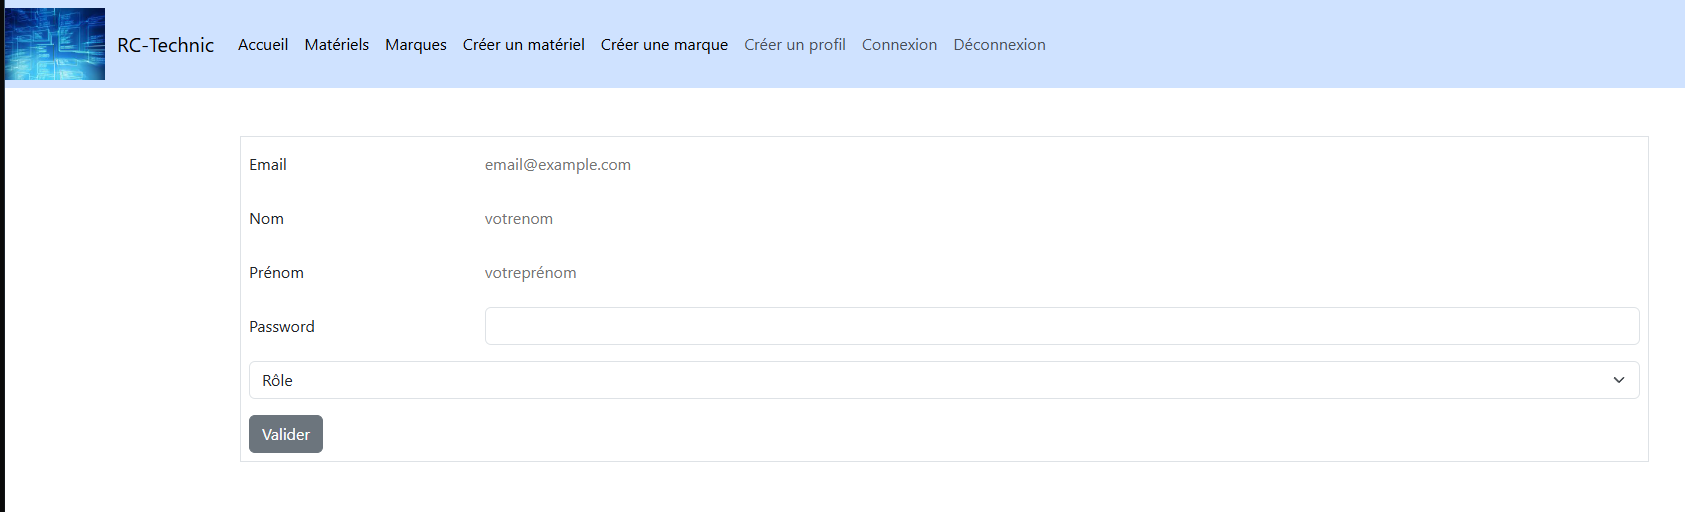 RC-Technic Accueil Matériels Marques Créer un matériel Créer une marque Créer un profil Connexion Déconnexion
Email email@example.com
Nom votrenom
Prénom votreprénom
Password
Rôle
Valider